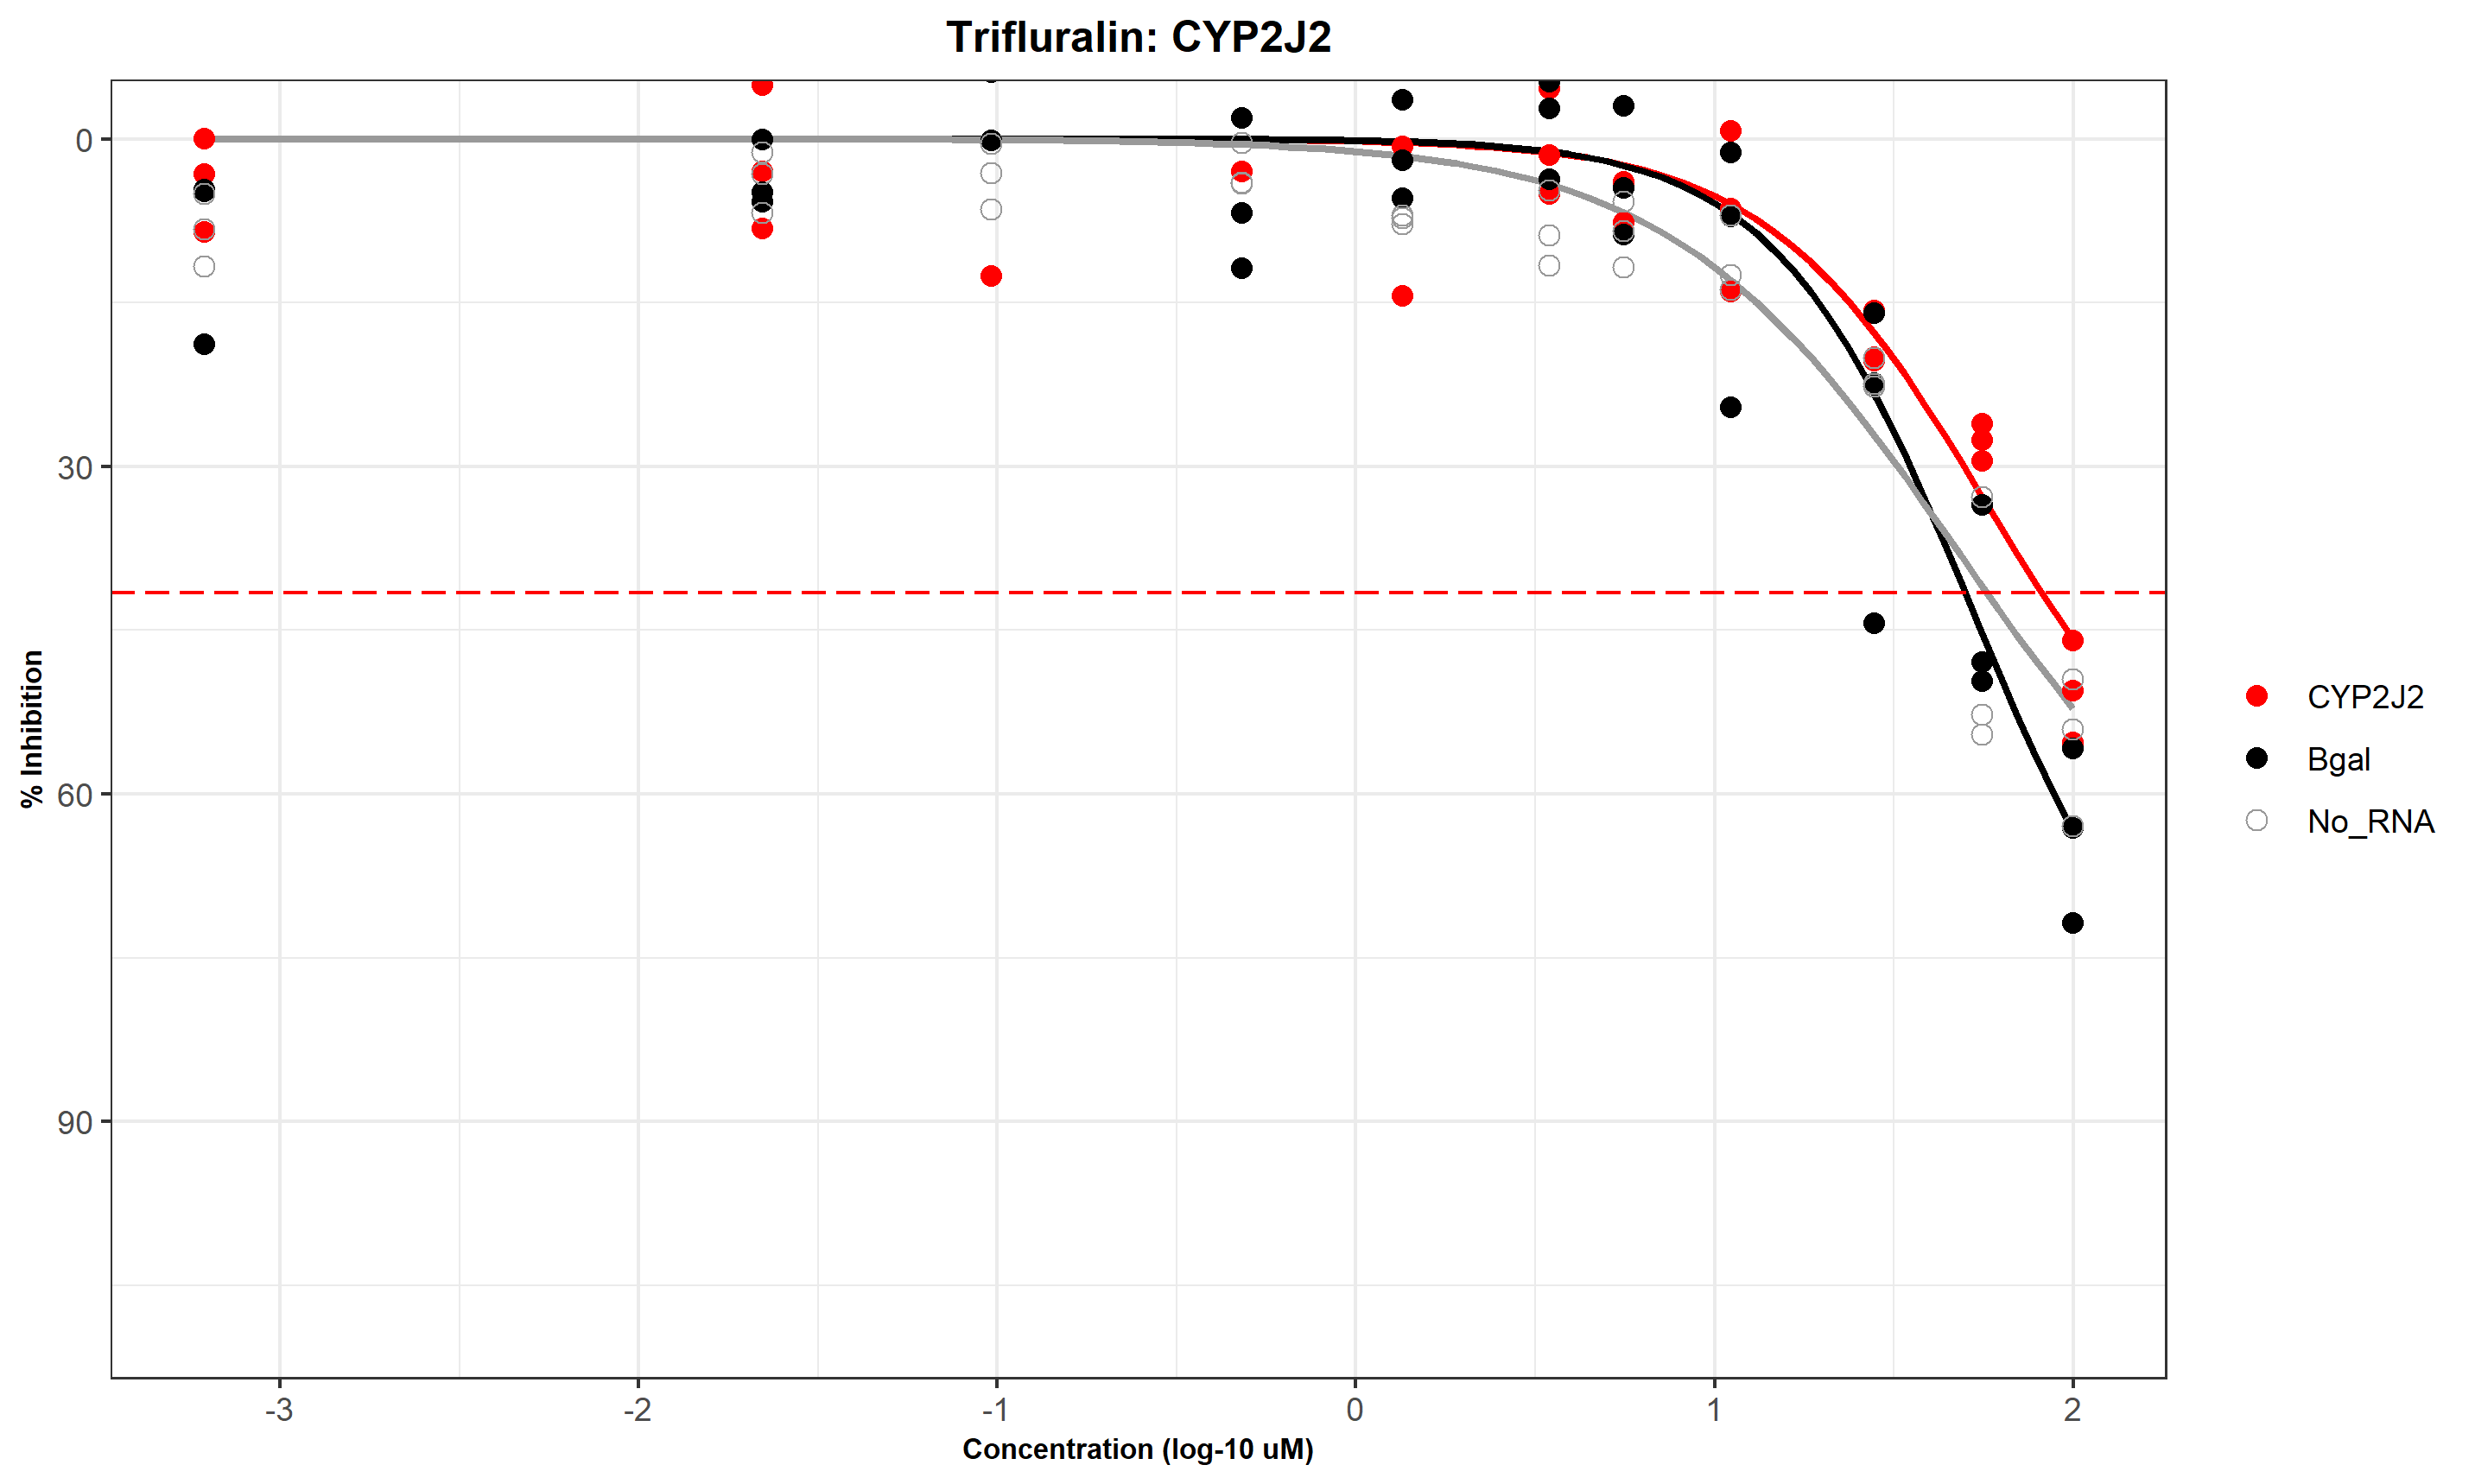 Trifluralin: CYP2J2
0
30
60
90
% Inhibition
-3
-2
-1
0
1
2
Concentration (log-10 uM)
CYP2J2
Bgal
No_RNA